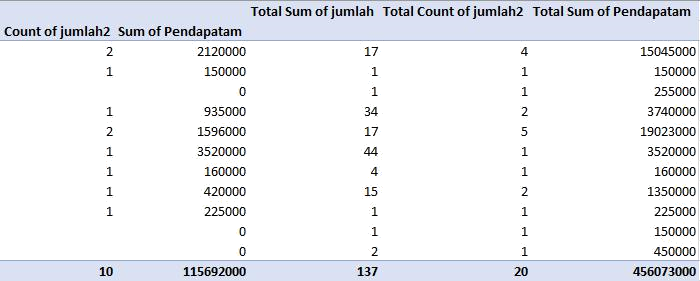 Total Sum of jumlah Total Count of jumlah2 Total Sum of Pendapatam
Count of jumlah2 Sum of Pendapatam
2 2120000 17 4 15045000
1 150000 1 1 150000
0 1 1 255000
1 935000 34 2 3740000
2 1596000 17 5 19023000
1 3520000 44 1 3520000
1 160000 4 1 160000
1 420000 15 2 1350000
1 225000 1 1 225000
0 1 1 150000
0 2 1 450000
10 115692000 137 20 456073000